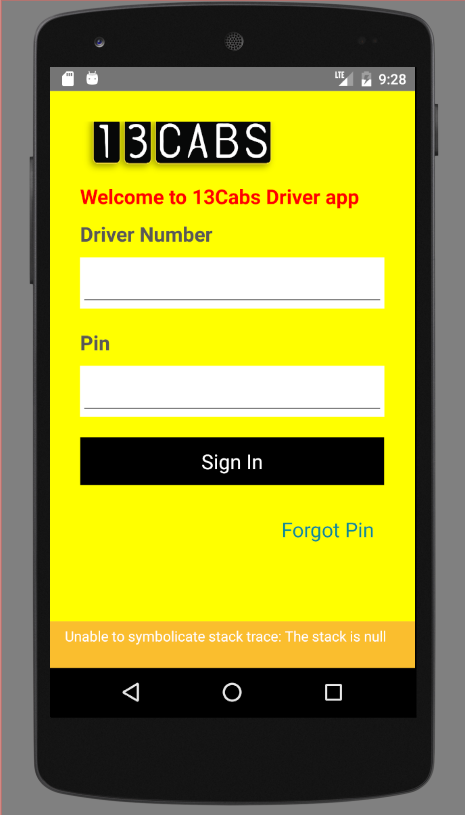 LTE 9:28
13CABS
Welcome to 13Cabs Driver app
Driver Number
Pin
Sign In
Forgot Pin
Unable to symbolicate stack trace: The stack is null